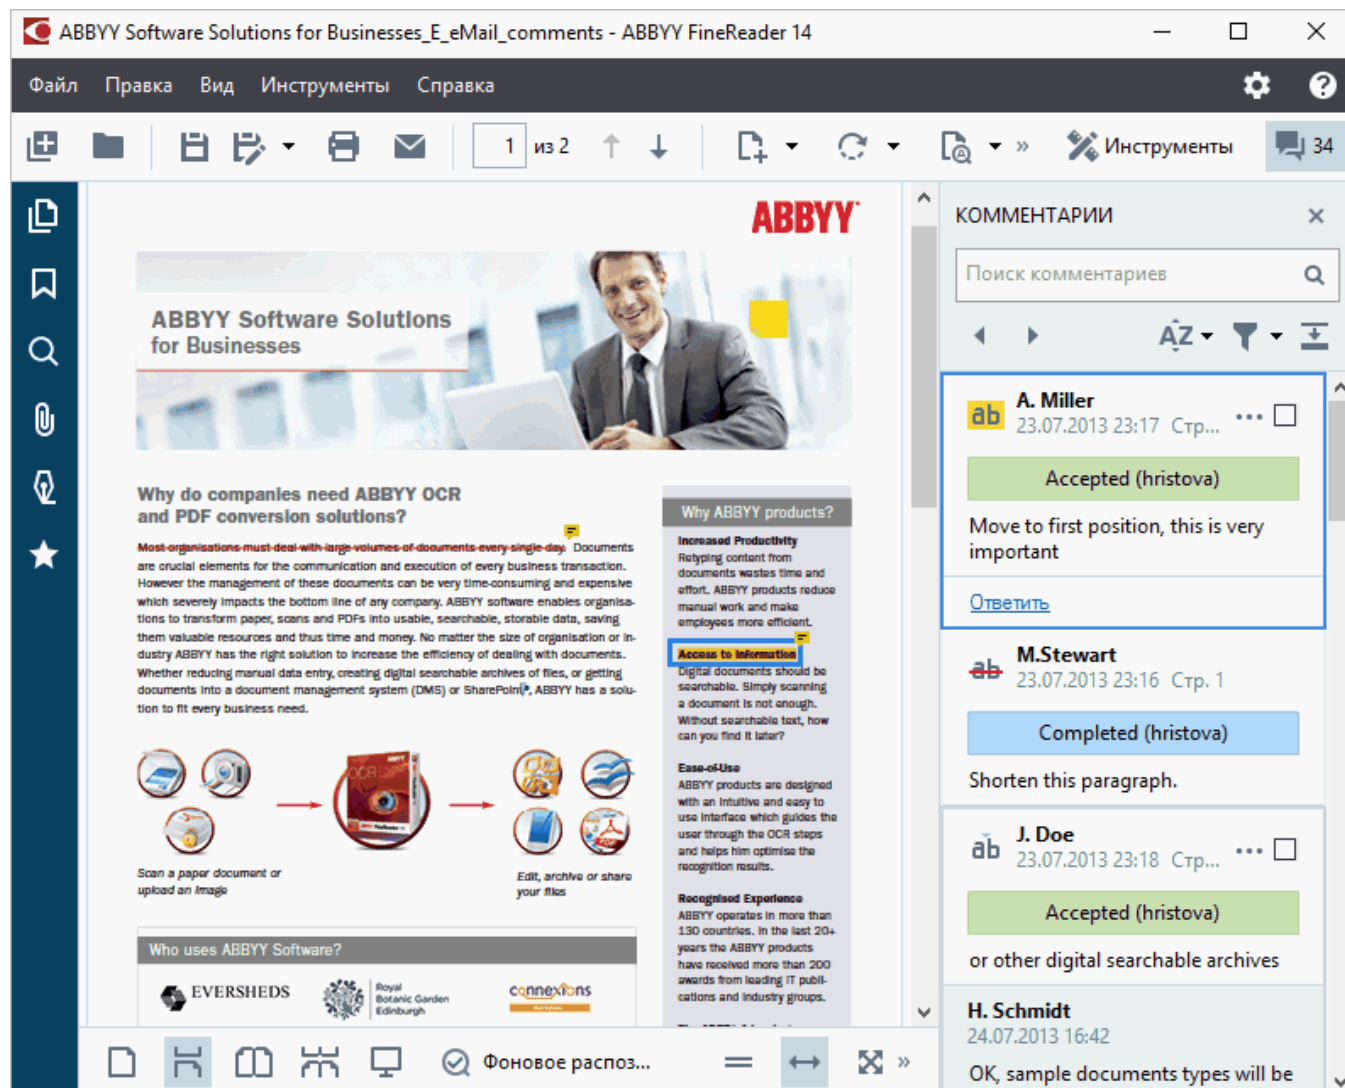 ABBYY Software Solutions for Businesses_E_eMail_comments - ABBYY FineReader 14
Файл Правка Вид Инструменты Справка
1 из 2 Инструменты 34
ABBYY
ABBYY Software Solutions
for Businesses
Why do companies need ABBYY OCR
and PDF conversion solutions?
Most organisations must deal with large volumes of documents every single day. Documents
are crucial elements for the communication and execution of every business transaction.
However the management of these documents can be very time-consuming and expensive
which severely impacts the bottom line of any company. ABBYY software enables organisa-
tions to transform paper, scans and PDFs into usable, searchable, storable data, saving
them valuable resources and thus time and money. No matter the size of organisation or in-
dustry ABBYY has the right solution to increase the efficiency of dealing with documents.
Whether reducing manual data entry, creating digital searchable archives of files, or getting
documents into a document management system (DMS) or SharePoint, ABBYY has a solu-
tion to fit every business need.
Scan a paper document or
upload an image
Edit, archive or share
your files
Who uses ABBYY Software?
EVERSHEDS
Royal
Botanic Garden
Edinburgh
connexions
Why ABBYY products?
Increased Productivity
Retyping content from
documents wastes time and
effort. ABBYY products reduce
manual work and make
employees more efficient.
Access to Information
Digital documents should be
searchable. Simply scanning
a document is not enough.
Without searchable text, how
can you find it later?
Ease-of-Use
ABBYY products are designed
with an intuitive and easy to
use interface which guides the
user through the OCR steps
and helps him optimise the
recognition results.
Recognised Experience
ABBYY operates in more than
130 countries. In the last 20+
years the ABBYY products
have received more than 200
awards from leading IT publi-
cations and industry groups.
КОММЕНТАРИИ
Поиск комментариев
AZ
ab A. Miller
23.07.2013 23:17 Стр...
Accepted (hristova)
Move to first position, this is very
important
Ответить
ab M.Stewart
23.07.2013 23:16 Стр. 1
Completed (hristova)
Shorten this paragraph.
ab J. Doe
23.07.2013 23:18 Стр...
Accepted (hristova)
or other digital searchable archives
H. Schmidt
24.07.2013 16:42
OK, sample documents types will be
Фоновое распоз...